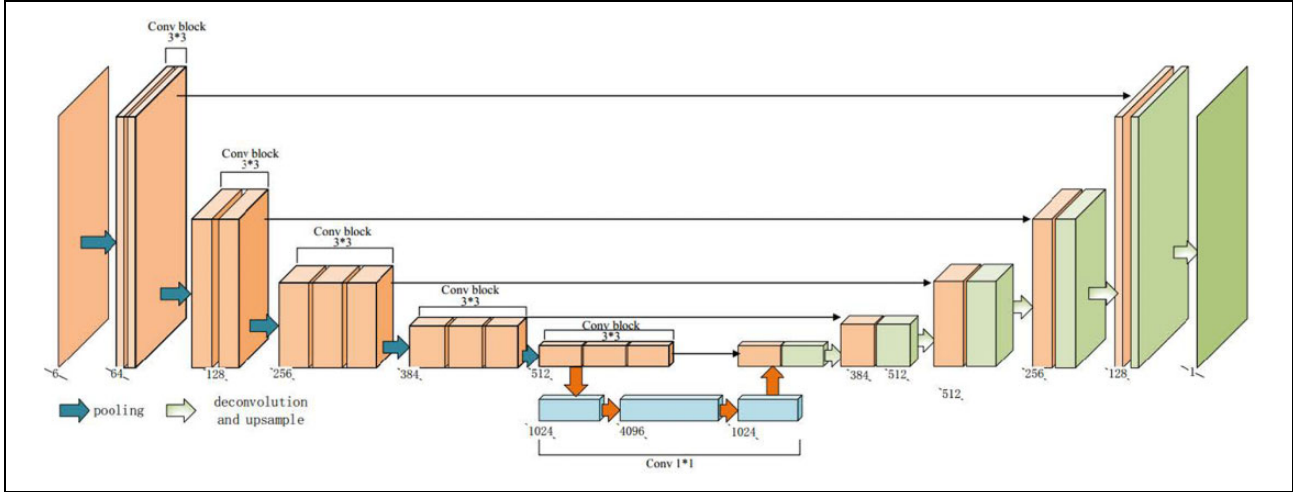 Conv block
3*3
Conv block
3*3
Conv block
3*3
Conv block
3*3
Conv block
3*3
6
64
128
256
384
512
384
512
512
256
128
1
pooling
deconvolution
and upsample
1024
4096
1024
Conv 1*1